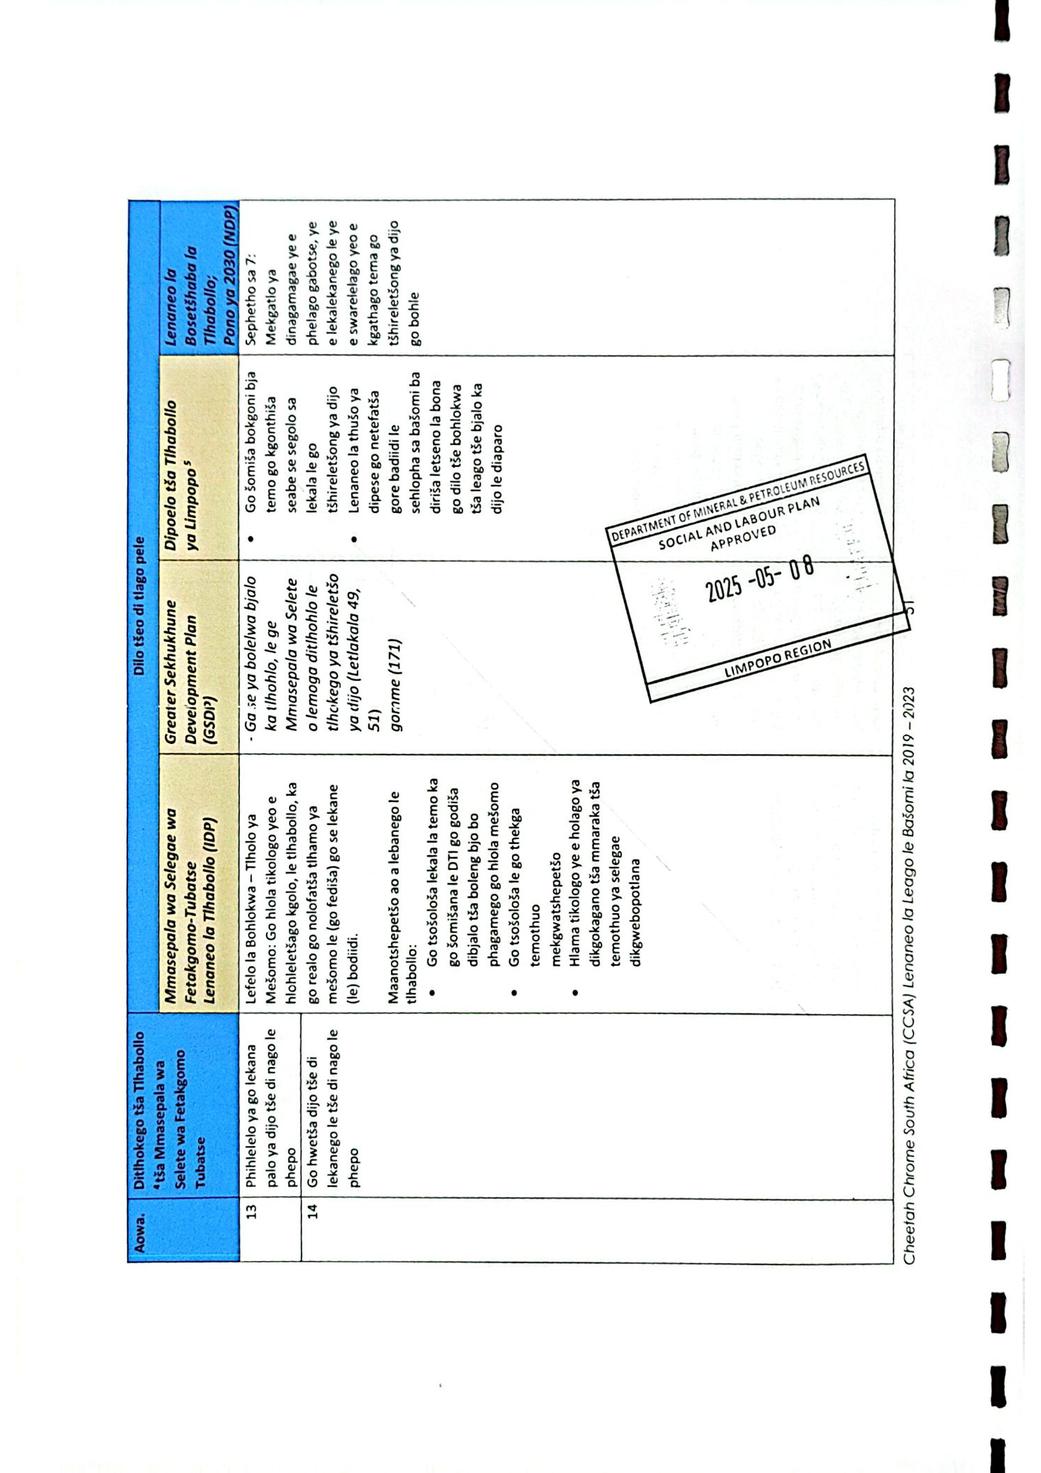 Aowa.
Ditlhokego tša Tlhabollo
⁴tša Mmasepala wa
Selete wa Fetakgomo
Tubatse
Dilo tšeo di tlago pele
Mmasepala wa Selegae wa
Fetakgomo-Tubatse
Lenaneo la Tlhabollo (IDP)
Greater Sekhukhune
Development Plan
(GSDP)
Dipoelo tša Tlhabollo
ya Limpopo⁵
Lenaneo la
Bosetšhaba la
Tlhabollo;
Pono ya 2030 (NDP)
13
Phihlelelo ya go lekana
palo ya dijo tše di nago le
phepo
14
Go hwetša dijo tše di
lekanego le tše di nago le
phepo
Lefelo la Bohlokwa – Tlholo ya
Mešomo: Go hlola tikologo yeo e
hlohleletšago kgolo, le tlhabollo, ka
go realo go nolofatša tlhamo ya
mešomo le (go fediša) go se lekane
(le) bodiidi.
Maanotshepetšo ao a lebanego le
tlhabollo:
• Go tsošološa lekala la temo ka
go šomišana le DTI go godiša
dibjalo tša boleng bjo bo
phagamego go hlola mešomo
• Go tsošološa le go thekga
temothuo
mekgwatshepetšo
• Hlama tikologo ye e holago ya
dikgokagano tša mmaraka tša
temothuo ya selegae
dikgwebopotlana
- Ga se ya bolelwa bjalo
ka tlhohlo, le ge
Mmasepala wa Selete
o lemoga ditlhohlo le
tlhokego ya tšhireletšo
ya dijo (Letlakala 49,
51)
gomme (171)
• Go šomiša bokgoni bja
temo go kgonthiša
seabe se segolo sa
lekala le go
tšhireletšong ya dijo
• Lenaneo la thušo ya
dipese go netefatša
gore badiidi le
sehlopha sa bašomi ba
diriša letseno la bona
go dilo tše bohlokwa
tša leago tše bjalo ka
dijo le diaparo
Sephetho sa 7:
Mekgatlo ya
dinagamagae ye e
phelago gabotse, ye
e lekalekanego le ye
e swarelelago yeo e
kgathago tema go
tšhireletšong ya dijo
go bohle
DEPARTMENT OF MINERAL & PETROLEUM RESOURCES
SOCIAL AND LABOUR PLAN
APPROVED
2025 -05- 08
LIMPOPO REGION
Cheetah Chrome South Africa (CCSA) Lenaneo la Leago le Bašomi la 2019 – 2023
51